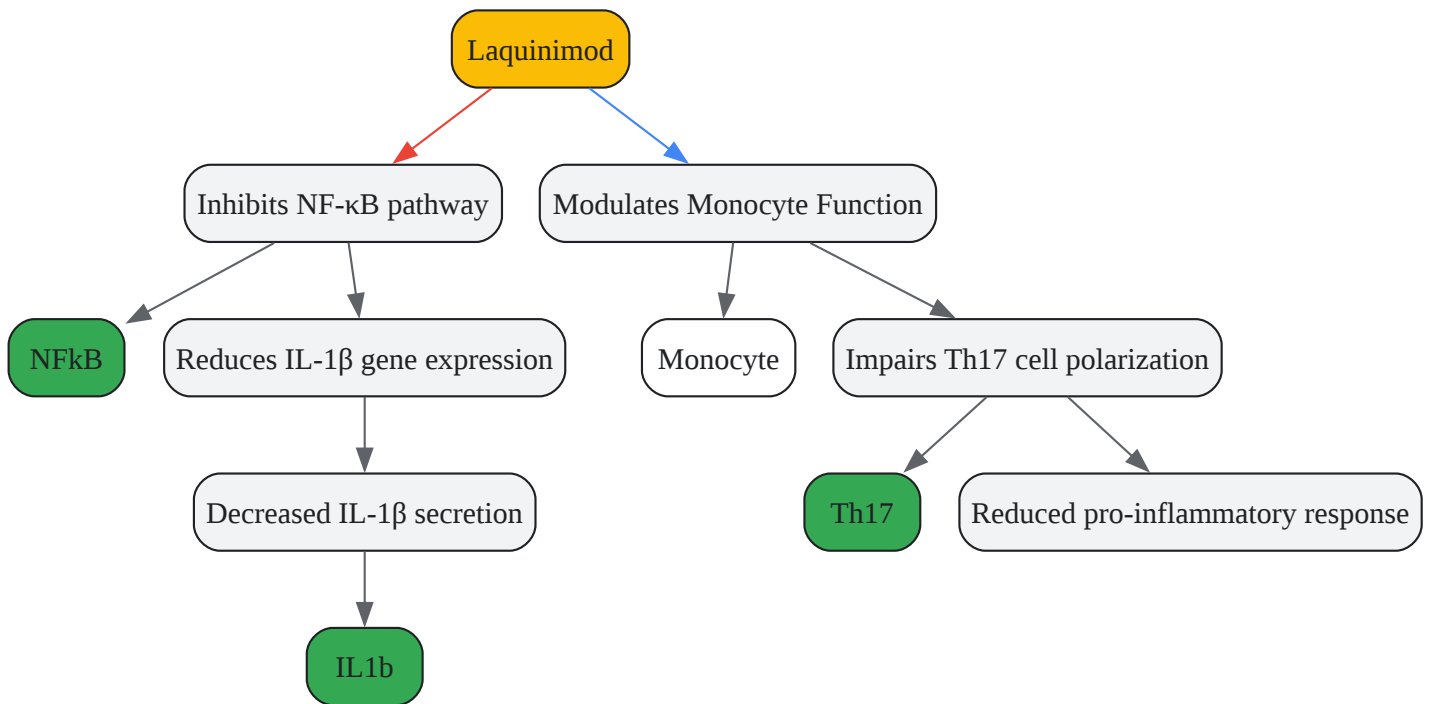 Laquinimod
Inhibits NF-κB pathway
Modulates Monocyte Function
NFkB
Reduces IL-1β gene expression
Monocyte
Impairs Th17 cell polarization
Decreased IL-1β secretion
Th17
Reduced pro-inflammatory response
IL1b